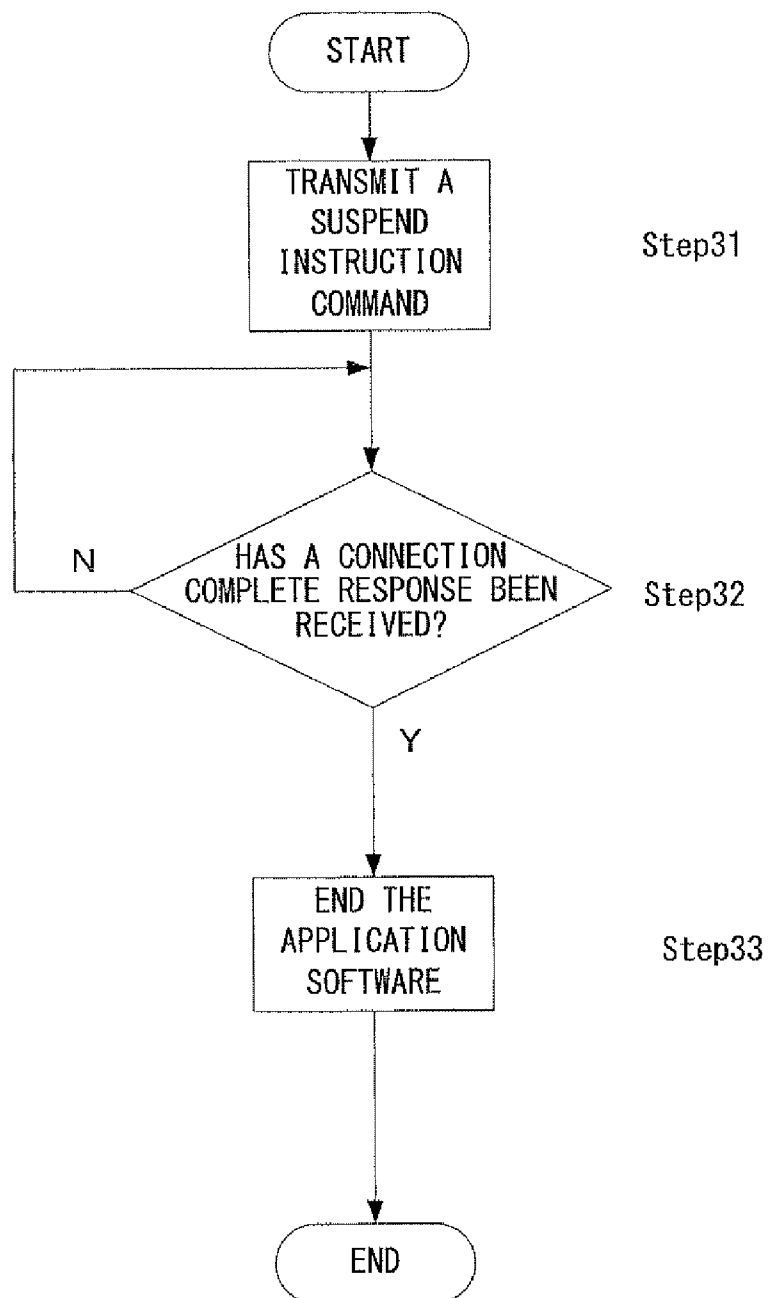 START
TRANSMIT A
SUSPEND
INSTRUCTION
COMMAND
Step31
N
HAS A CONNECTION
COMPLETE RESPONSE BEEN
RECEIVED?
Step32
Y
END THE
APPLICATION
SOFTWARE
Step33
END